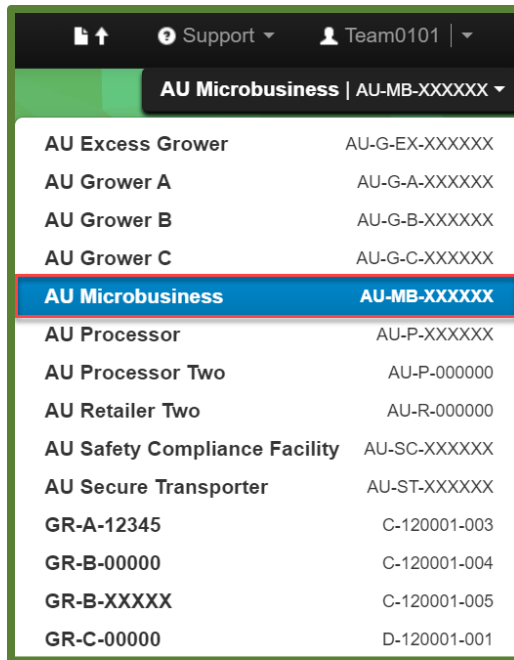 Support Team0101
AU Microbusiness | AU-MB-XXXXXX
AU Excess Grower AU-G-EX-XXXXXX
AU Grower A AU-G-A-XXXXXX
AU Grower B AU-G-B-XXXXXX
AU Grower C AU-G-C-XXXXXX
AU Microbusiness AU-MB-XXXXXX
AU Processor AU-P-XXXXXX
AU Processor Two AU-P-000000
AU Retailer Two AU-R-000000
AU Safety Compliance Facility AU-SC-XXXXXX
AU Secure Transporter AU-ST-XXXXXX
GR-A-12345 C-120001-003
GR-B-00000 C-120001-004
GR-B-XXXXX C-120001-005
GR-C-00000 D-120001-001